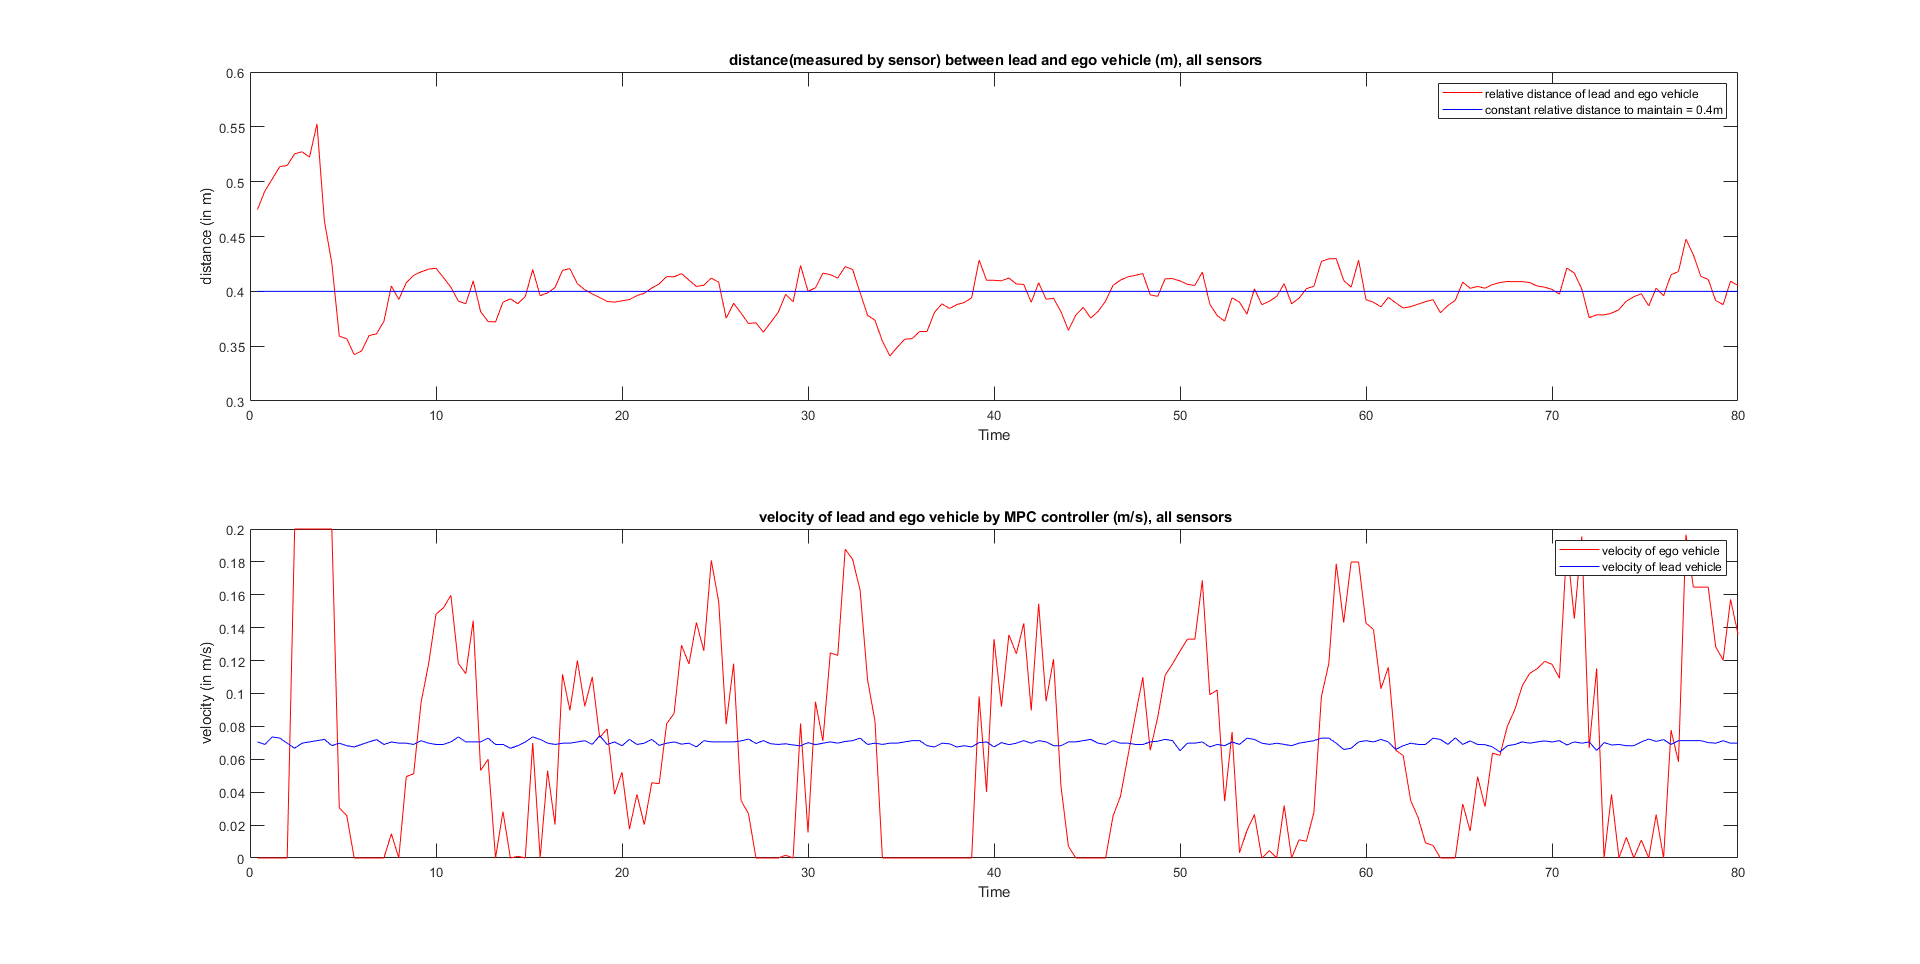 distance(measured by sensor) between lead and ego vehicle (m), all sensors
0.6
0.55
0.5
0.45
0.4
0.35
0.3
distance (in m)
relative distance of lead and ego vehicle
constant relative distance to maintain = 0.4m
0 10 20 30 40 50 60 70 80
Time
velocity of lead and ego vehicle by MPC controller (m/s), all sensors
0.2
0.18
0.16
0.14
0.12
0.1
0.08
0.06
0.04
0.02
0
velocity (in m/s)
velocity of ego vehicle
velocity of lead vehicle
0 10 20 30 40 50 60 70 80
Time